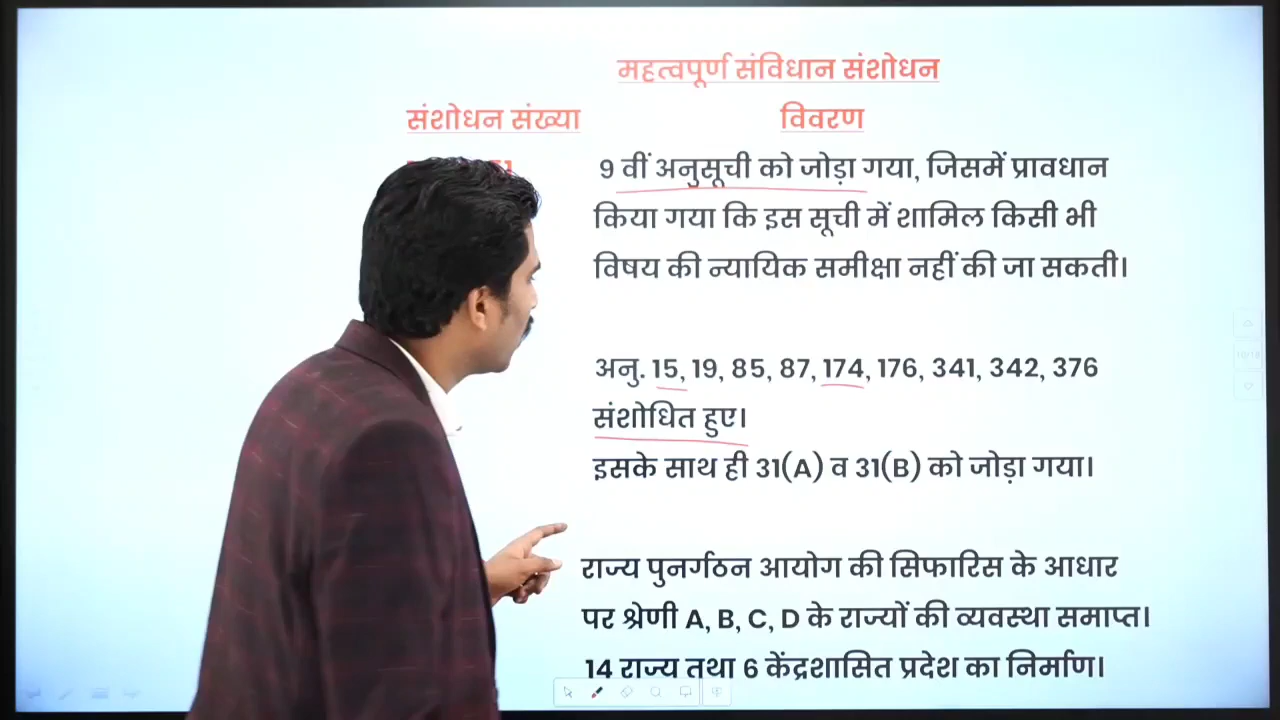 महत्वपूर्ण संविधान संशोधन
संशोधन संख्या
विवरण
9 वीं अनुसूची को जोड़ा गया, जिसमें प्रावधान
किया गया कि इस सूची में शामिल किसी भी
विषय की न्यायिक समीक्षा नहीं की जा सकती।
अनु. 15, 19, 85, 87, 174, 176, 341, 342, 376
संशोधित हुए।
इसके साथ ही 31(A) व 31(B) को जोड़ा गया।
राज्य पुनर्गठन आयोग की सिफारिस के आधार
पर श्रेणी A, B, C, D के राज्यों की व्यवस्था समाप्त।
14 राज्य तथा 6 केंद्रशासित प्रदेश का निर्माण।